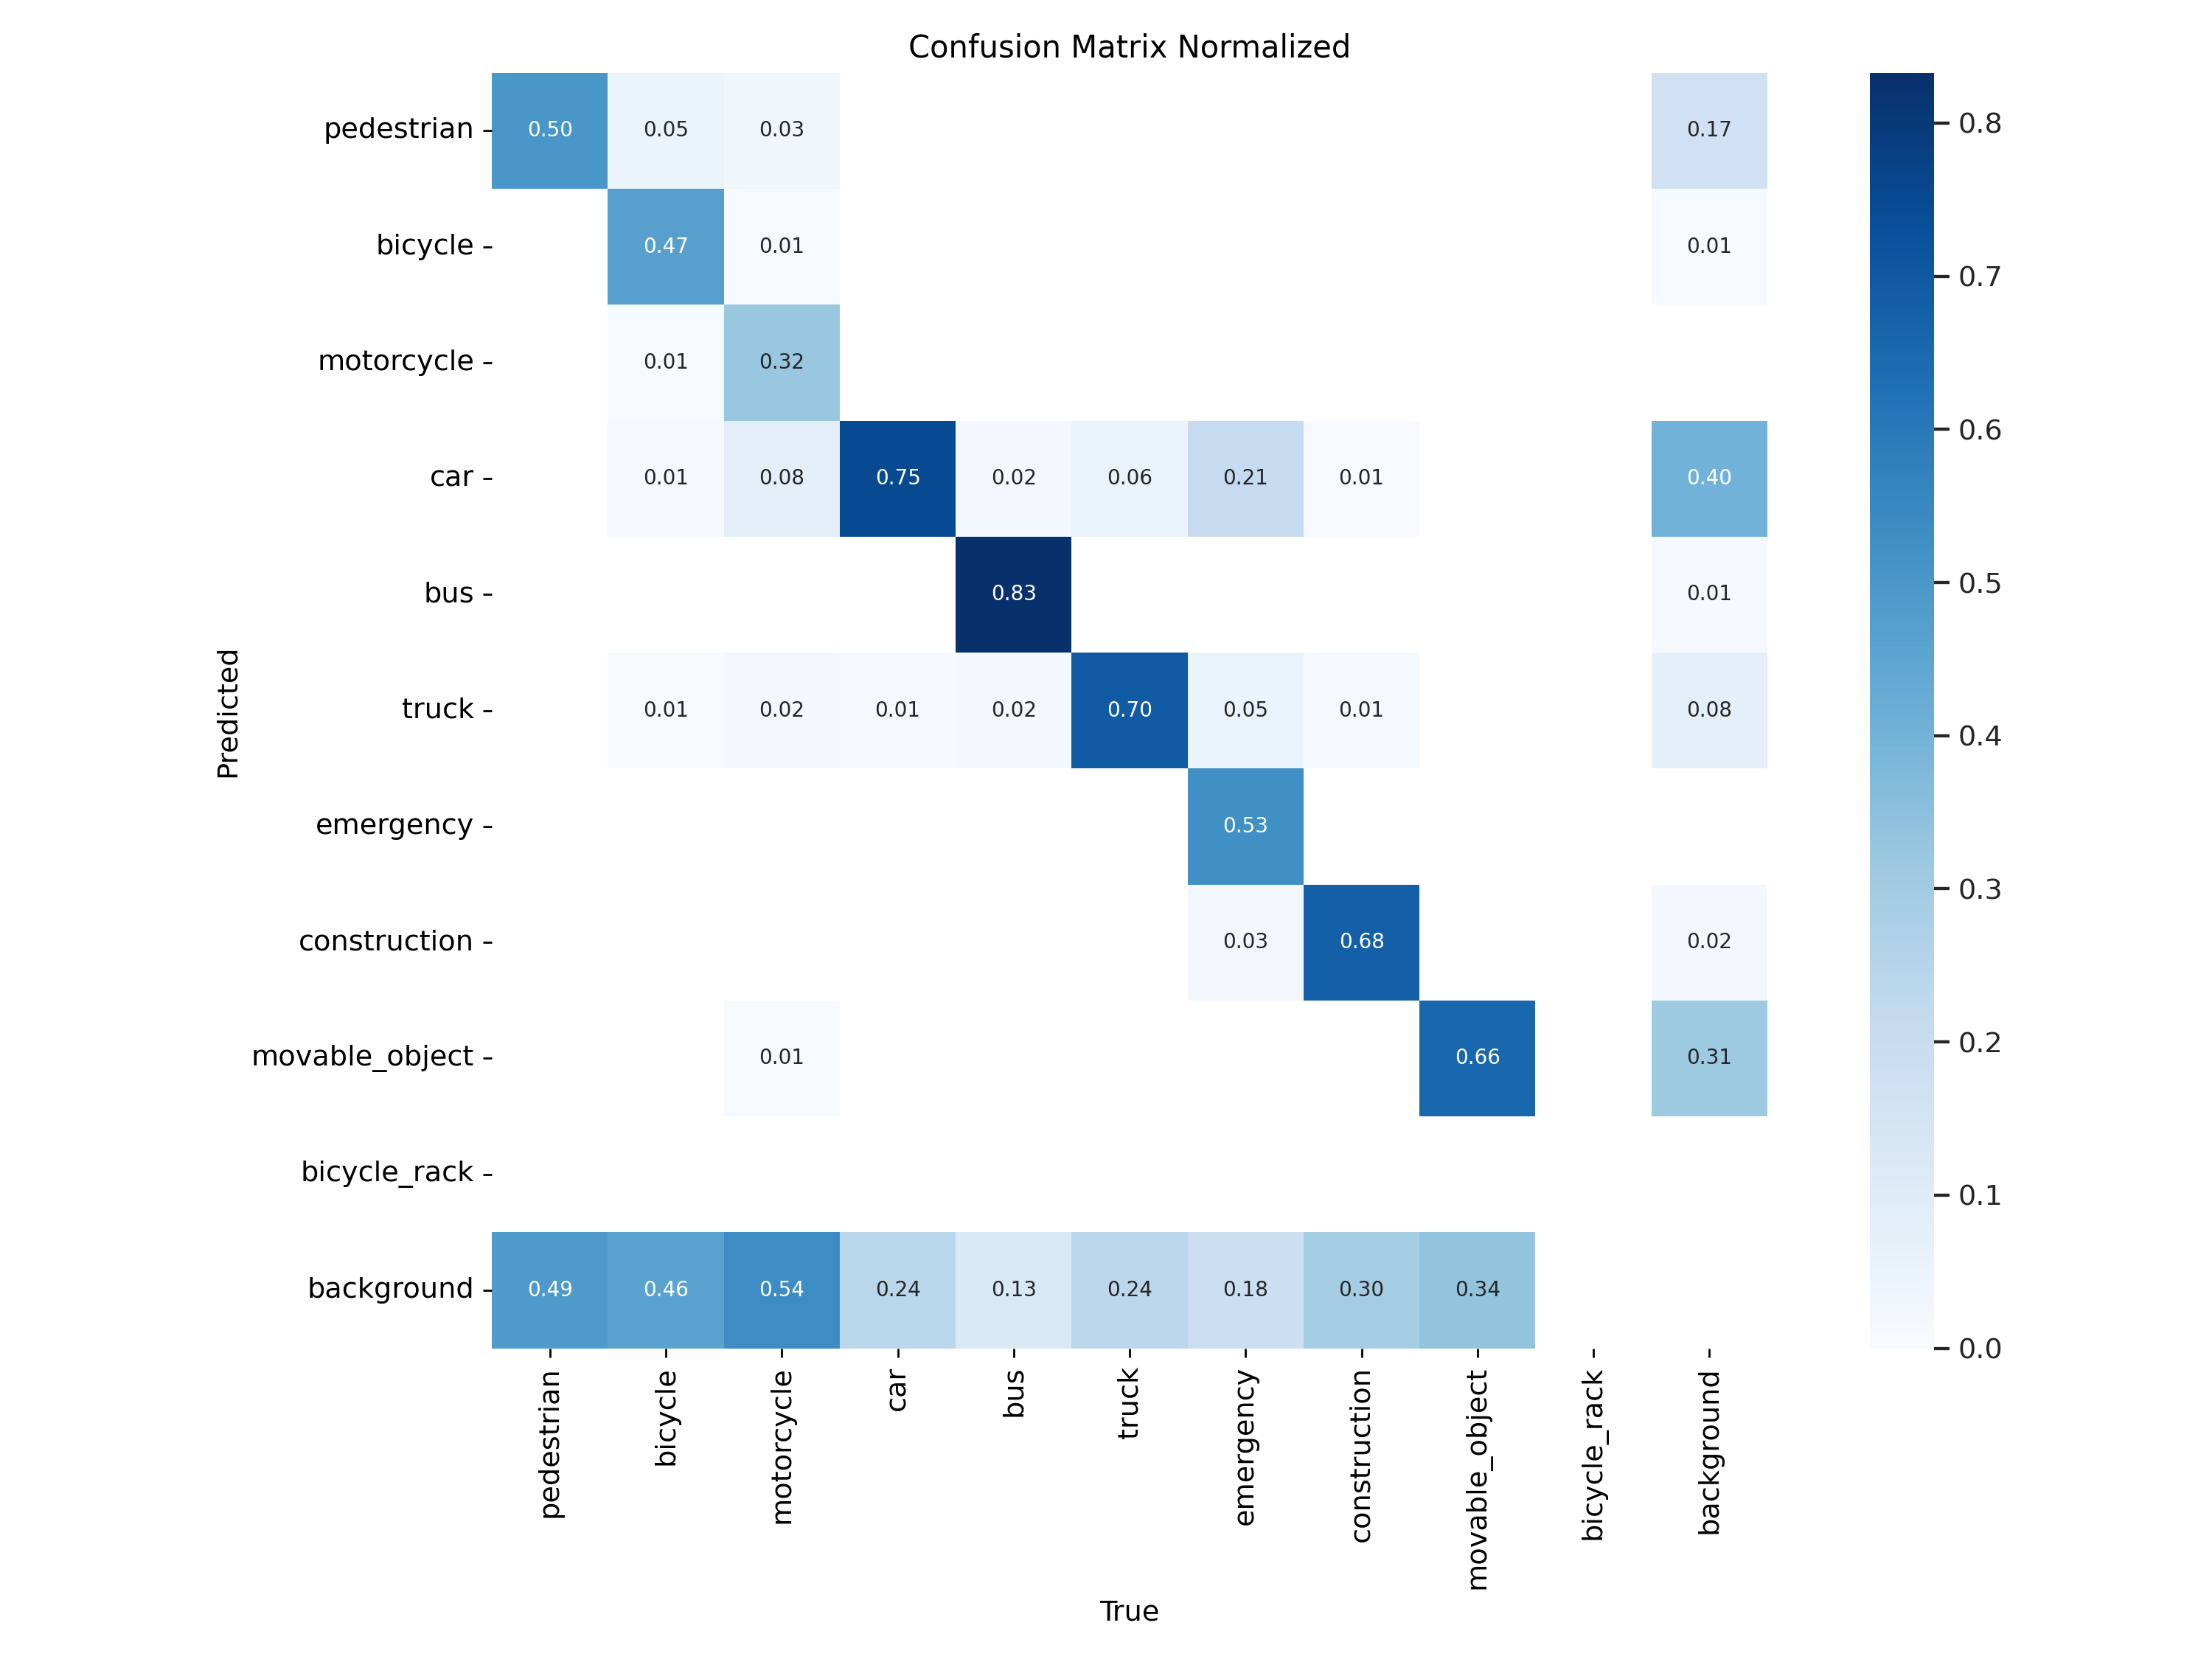 Confusion Matrix Normalized
pedestrian 0.50 0.05 0.03 0.17
bicycle 0.47 0.01 0.01
motorcycle 0.01 0.32
car 0.01 0.08 0.75 0.02 0.06 0.21 0.01 0.40
bus 0.83 0.01
truck 0.01 0.02 0.01 0.02 0.70 0.05 0.01 0.08
emergency 0.53
construction 0.03 0.68 0.02
movable_object 0.01 0.66 0.31
bicycle_rack
background 0.49 0.46 0.54 0.24 0.13 0.24 0.18 0.30 0.34
Predicted
pedestrian
bicycle
motorcycle
car
bus
truck
emergency
construction
movable_object
bicycle_rack
background
True
0.8
0.7
0.6
0.5
0.4
0.3
0.2
0.1
0.0